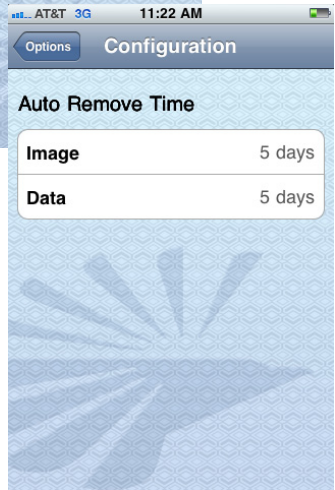 AT&T 3G 11:22 AM
Options Configuration
Auto Remove Time
Image 5 days
Data 5 days